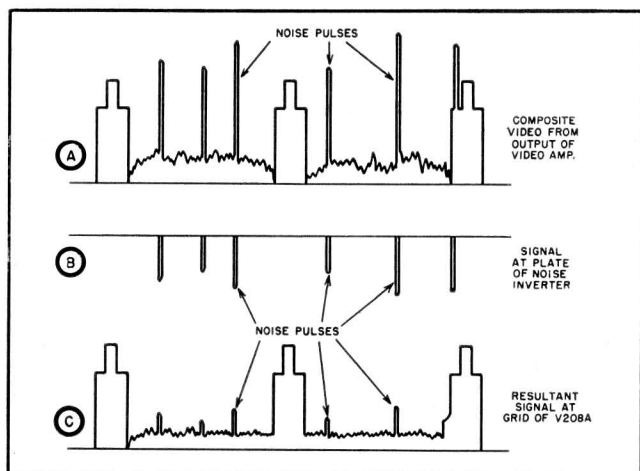 NOISE PULSES
A
COMPOSITE
VIDEO FROM
OUTPUT OF
VIDEO AMP.
B
SIGNAL
AT PLATE
OF NOISE
INVERTER
NOISE PULSES
C
RESULTANT
SIGNAL AT
GRID OF V208A